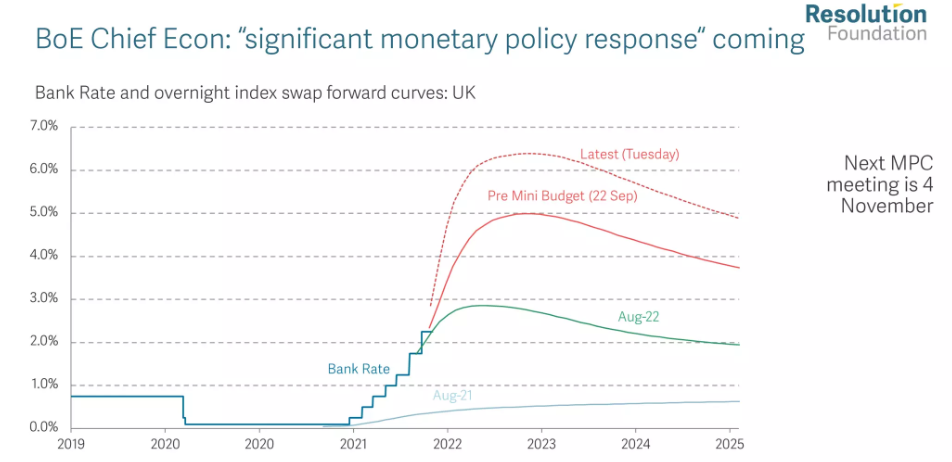 Resolution
Foundation
BoE Chief Econ: “significant monetary policy response” coming
Bank Rate and overnight index swap forward curves: UK
7.0%
6.0%
5.0%
4.0%
3.0%
2.0%
1.0%
0.0%
Latest (Tuesday)
Pre Mini Budget (22 Sep)
Aug-22
Bank Rate
Aug-21
2019 2020 2020 2021 2022 2023 2024 2025
Next MPC
meeting is 4
November